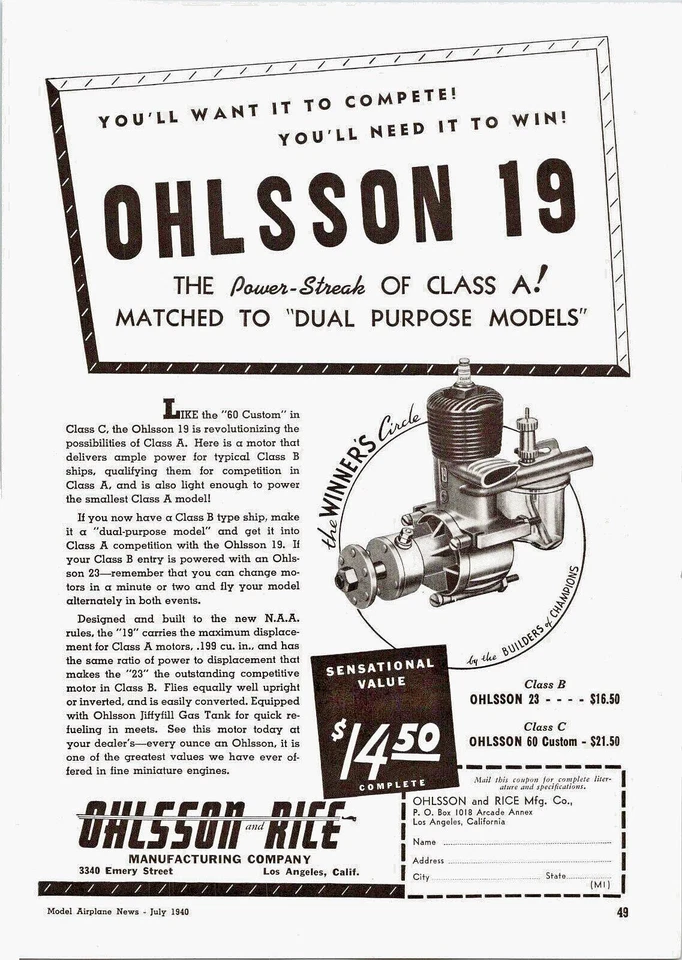 YOU'LL WANT IT TO COMPETE!
YOU'LL NEED IT TO WIN!
OHLSSON 19
THE Power-Streak OF CLASS A!
MATCHED TO "DUAL PURPOSE MODELS"
LIKE the "60 Custom" in
Class C, the Ohlsson 19 is revolutionizing the
possibilities of Class A. Here is a motor that
delivers ample power for typical Class B
ships, qualifying them for competition in
Class A, and is also light enough to power
the smallest Class A model!
If you now have a Class B type ship, make
it a "dual-purpose model" and get it into
Class A competition with the Ohlsson 19. If
your Class B entry is powered with an Ohls-
son 23—remember that you can change mo-
tors in a minute or two and fly your model
alternately in both events.
Designed and built to the new N.A.A.
rules, the "19" carries the maximum displace-
ment for Class A motors, .199 cu. in., and has
the same ratio of power to displacement that
makes the "23" the outstanding competitive
motor in Class B. Flies equally well upright
or inverted, and is easily converted. Equipped
with Ohlsson Jiffyfill Gas Tank for quick re-
fueling in meets. See this motor today at
your dealer's—every ounce an Ohlsson, it is
one of the greatest values we have ever of-
fered in fine miniature engines.
the WINNER'S Circle
by the BUILDERS of CHAMPIONS
SENSATIONAL
VALUE
$14.50
COMPLETE
Class B
OHLSSON 23 - - - - $16.50
Class C
OHLSSON 60 Custom - $21.50
OHLSSON and RICE
MANUFACTURING COMPANY
3340 Emery Street Los Angeles, Calif.
Mail this coupon for complete liter-
ature and specifications.
OHLSSON and RICE Mfg. Co.,
P. O. Box 1018 Arcade Annex
Los Angeles, California
Name
Address
City State
(M1)
Model Airplane News - July 1940 49